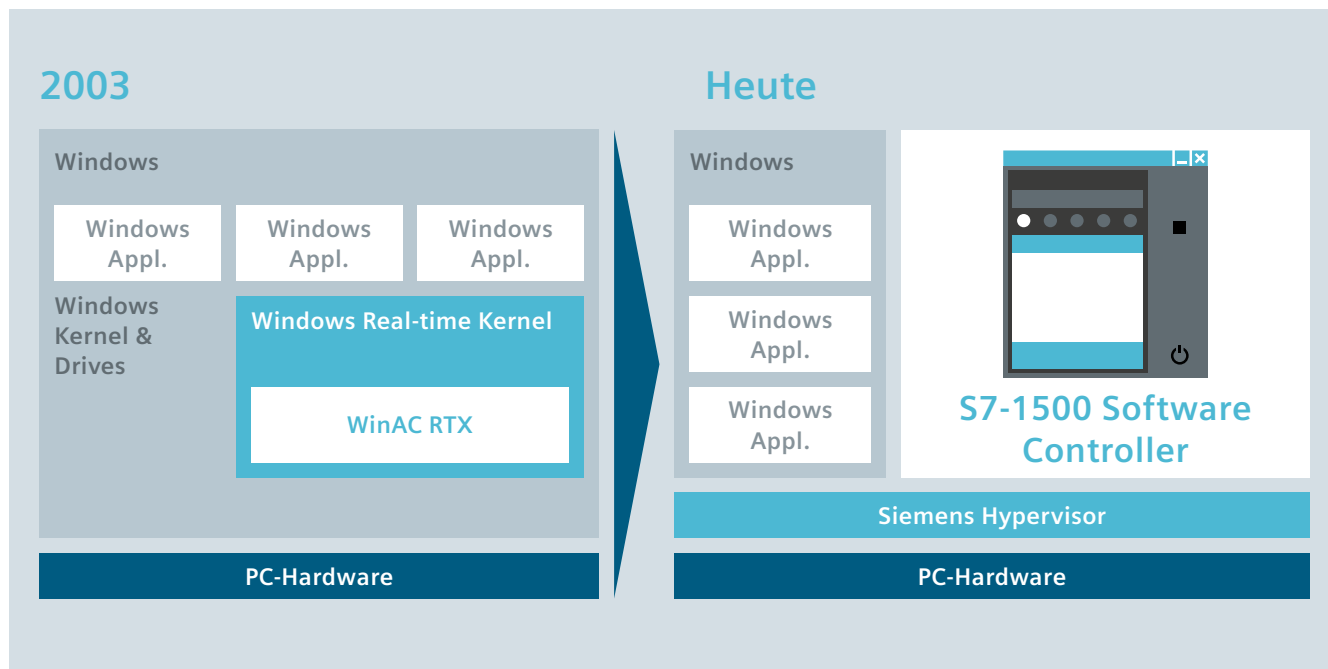 2003
Windows
Windows
Appl.
Windows
Appl.
Windows
Appl.
Windows
Kernel &
Drives
Windows Real-time Kernel
WinAC RTX
PC-Hardware
Heute
Windows
Windows
Appl.
Windows
Appl.
Windows
Appl.
S7-1500 Software
Controller
Siemens Hypervisor
PC-Hardware